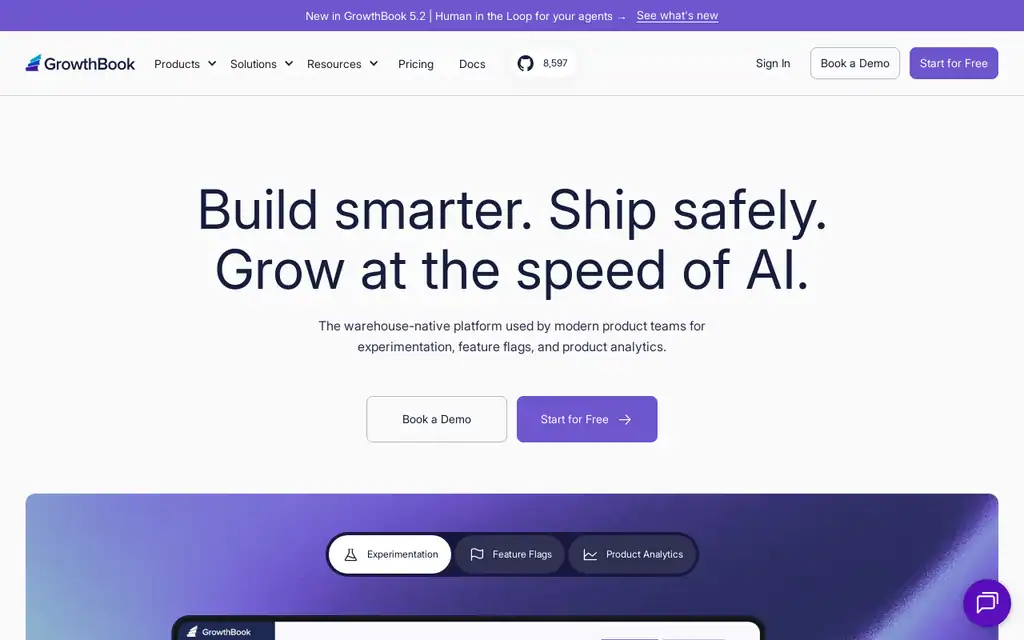 New in GrowthBook 5.2 | Human in the Loop for your agents → See what's new
GrowthBook Products Solutions Resources Pricing Docs 8,597 Sign In Book a Demo Start for Free
Build smarter. Ship safely.
Grow at the speed of AI.
The warehouse-native platform used by modern product teams for
experimentation, feature flags, and product analytics.
Book a Demo Start for Free →
Experimentation Feature Flags Product Analytics
GrowthBook